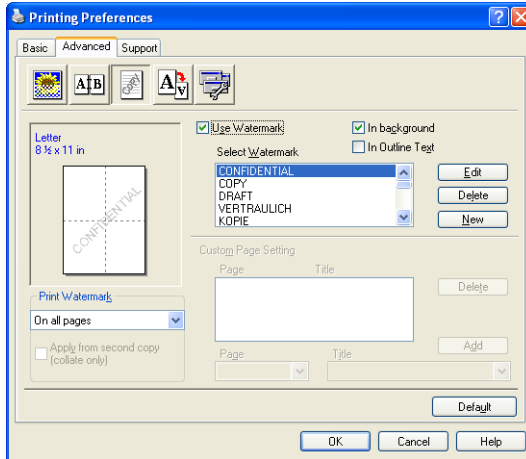 Printing Preferences
Basic Advanced Support
A B
Copy
A A
Letter
8 ½ x 11 in
CONFIDENTIAL
Print Watermark
On all pages
Apply from second copy
(collate only)
Use Watermark
In background
In Outline Text
Select Watermark
CONFIDENTIAL
COPY
DRAFT
VERTRAULICH
KOPIE
Edit
Delete
New
Custom Page Setting
Page Title
Delete
Add
Page Title
Default
OK Cancel Help